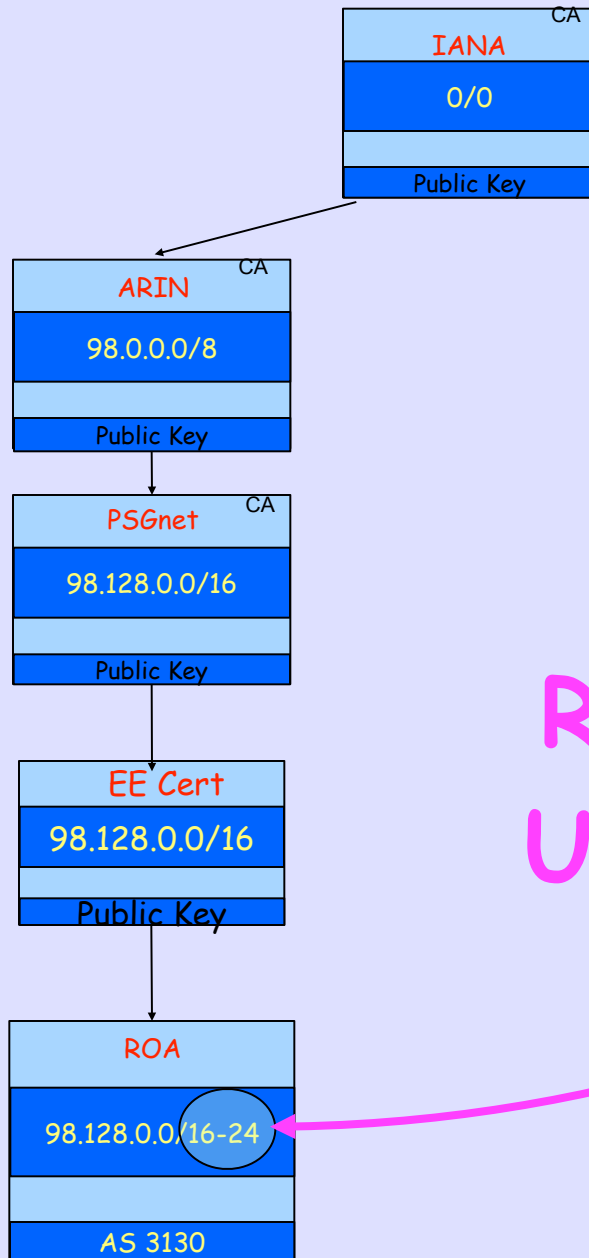 CA
IANA
0/0
Public Key
CA
ARIN
98.0.0.0/8
Public Key
CA
PSGnet
98.128.0.0/16
Public Key
EE Cert
98.128.0.0/16
Public Key
ROA
98.128.0.0/16-24
AS 3130